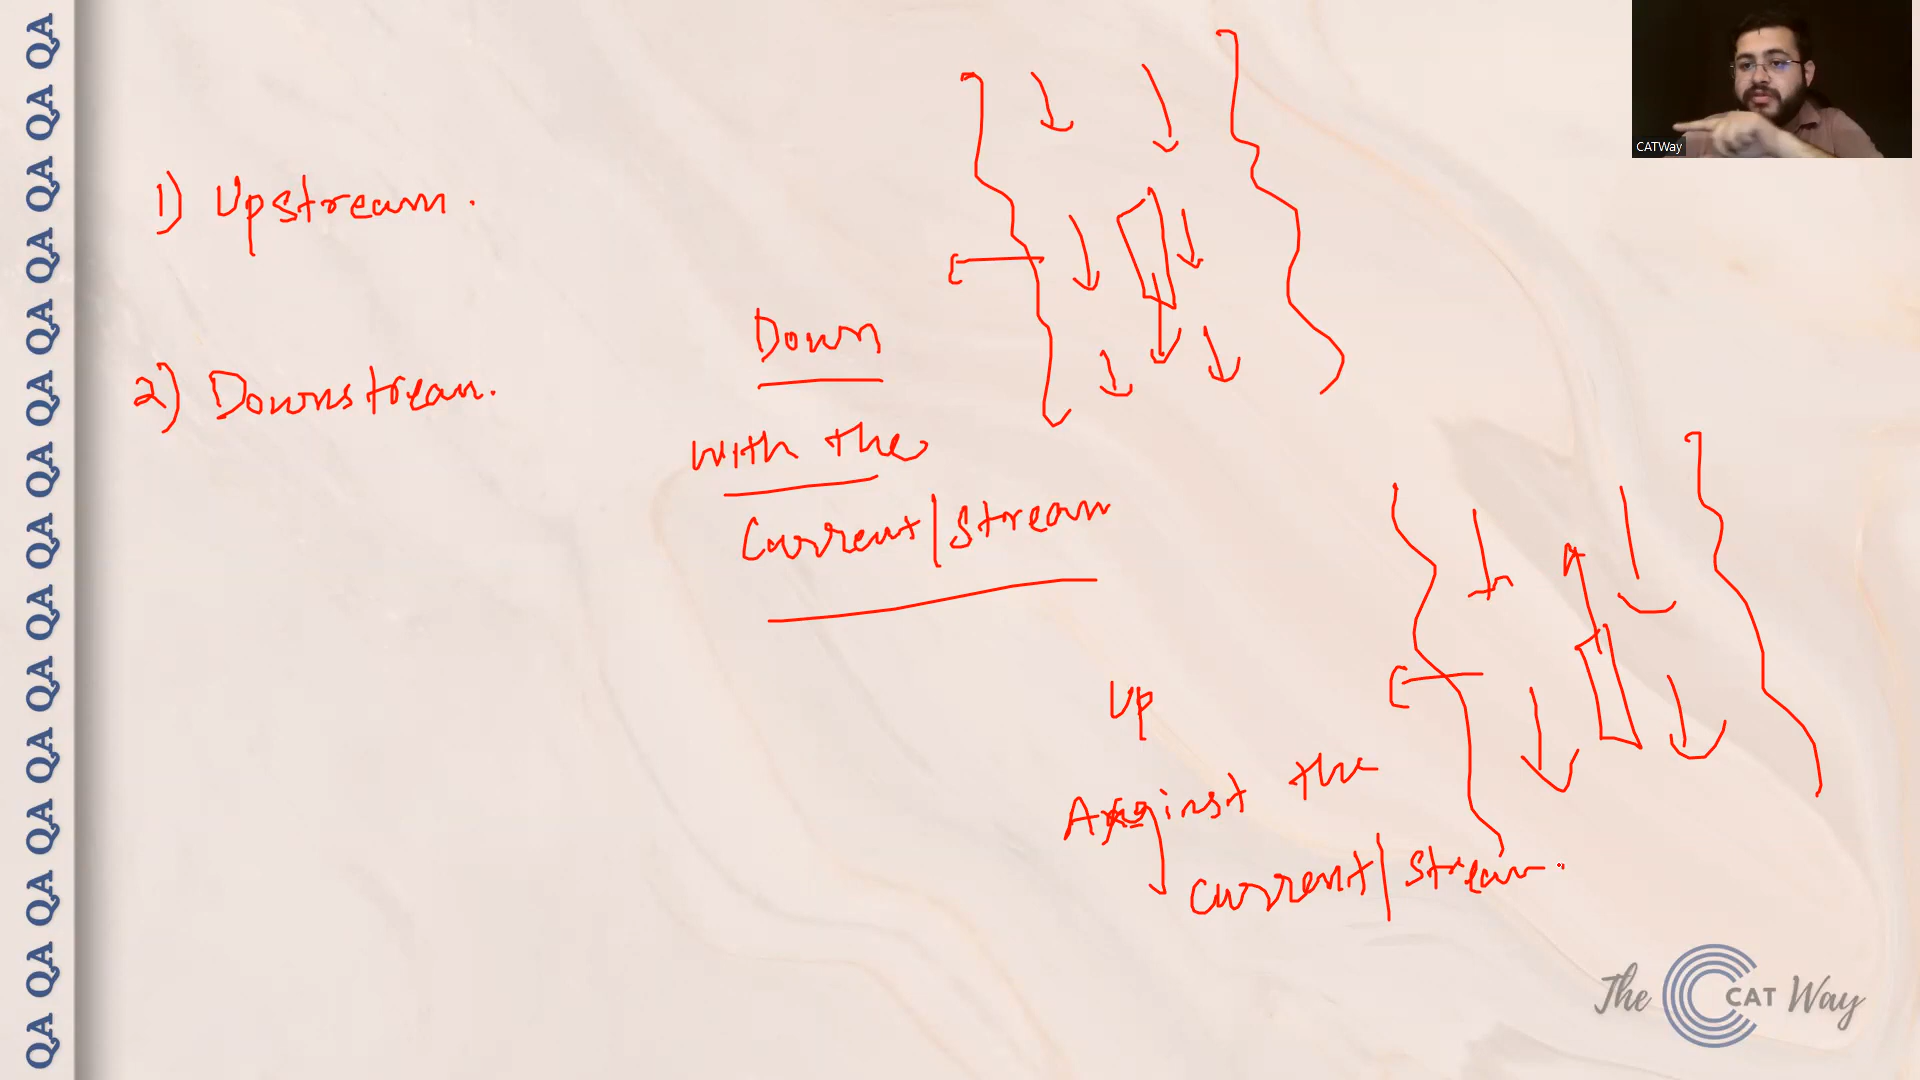 QA QA QA QA QA QA QA QA QA QA QA QA QA QA QA
CATWay
1) Upstream.
2) Downstream.
Down
with the
Current/stream
Up
Against the
Current/stream.
The CAT Way